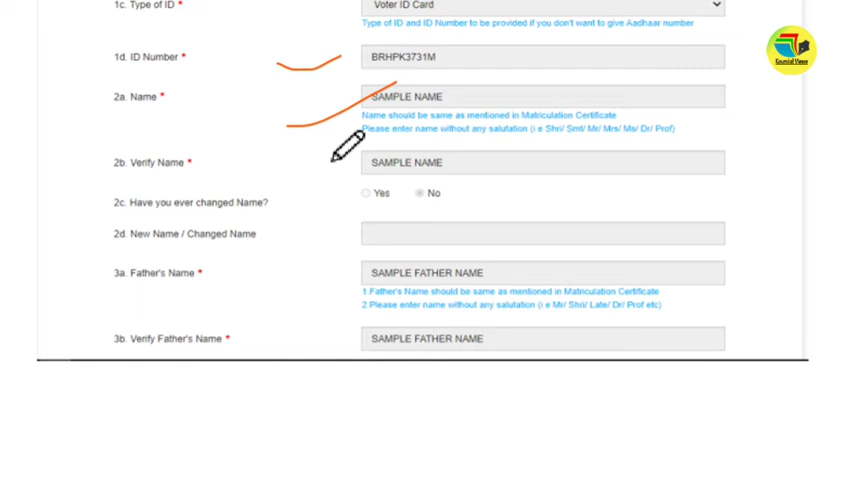 1c. Type of ID *
Voter ID Card
Type of ID and ID Number to be provided if you don't want to give Aadhaar number
1d. ID Number *
BRHPK3731M
2a. Name *
SAMPLE NAME
Name should be same as mentioned in Matriculation Certificate
Please enter name without any salutation (i e Shri/ Smt/ Mr/ Mrs/ Ms/ Dr/ Prof)
2b. Verify Name *
SAMPLE NAME
2c. Have you ever changed Name?
Yes No
2d. New Name / Changed Name
3a. Father's Name *
SAMPLE FATHER NAME
1 Father's Name should be same as mentioned in Matriculation Certificate
2 Please enter name without any salutation (i e Mr/ Shri/ Late/ Dr/ Prof etc)
3b. Verify Father's Name *
SAMPLE FATHER NAME